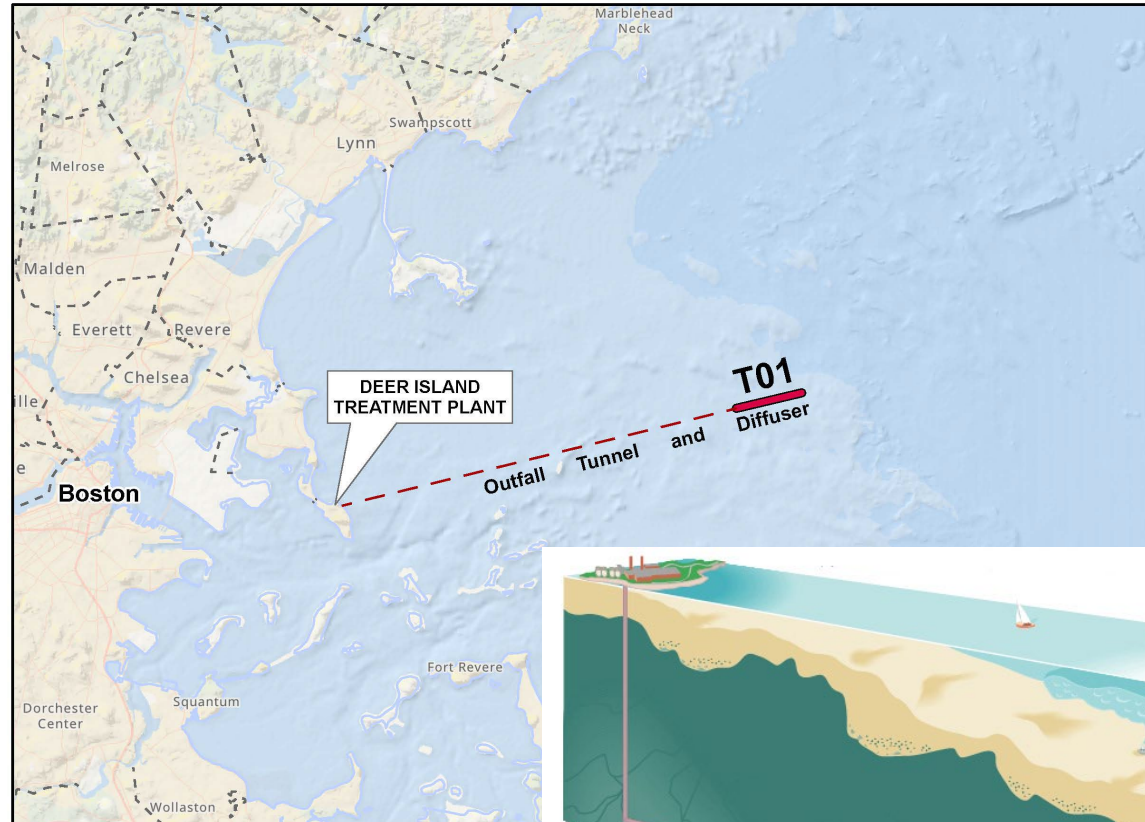 Marblehead
Neck
Swampscott
Lynn
Melrose
Malden
Everett
Revere
Chelsea
ille
T01
DEER ISLAND
TREATMENT PLANT
Outfall Tunnel and Diffuser
e
Boston
Fort Revere
Squantum
Dorchester
Center
Wollaston